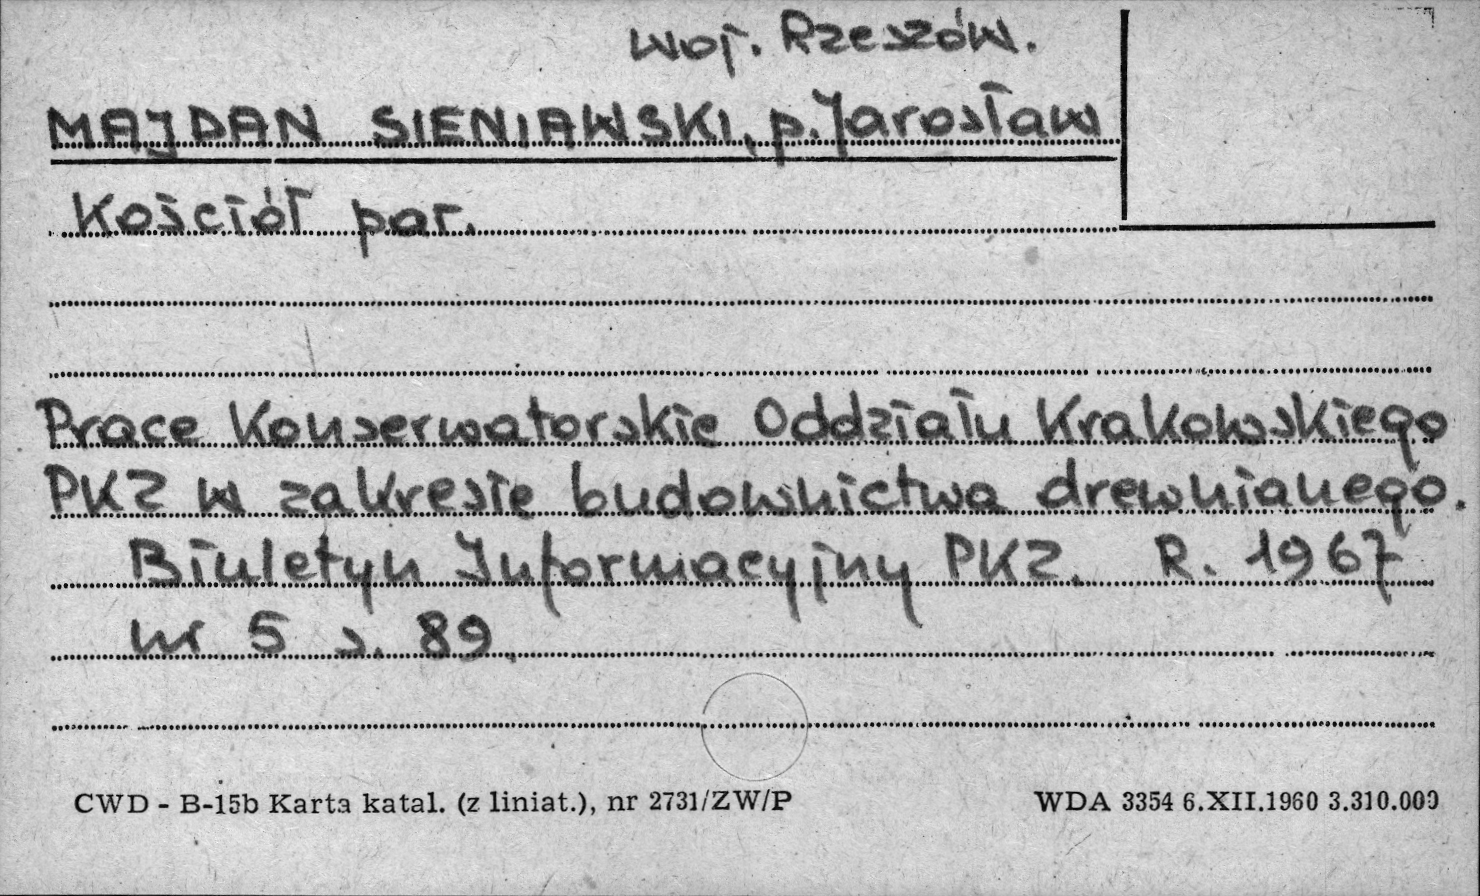 woj. Rzeszów.
MAJDAN SIENIAWSKI, p. Jarosław
Kościół par.
Prace Konserwatorskie Oddziału Krakowskiego
PKZ w zakresie budownictwa drewnianego.
Biuletyn Informacyjny PKZ. R. 1967
nr 5 s. 89.
CWD - B-15b Karta katal. (z liniat.), nr 2731/ZW/P
WDA 3354 6.XII.1960 3.310.000